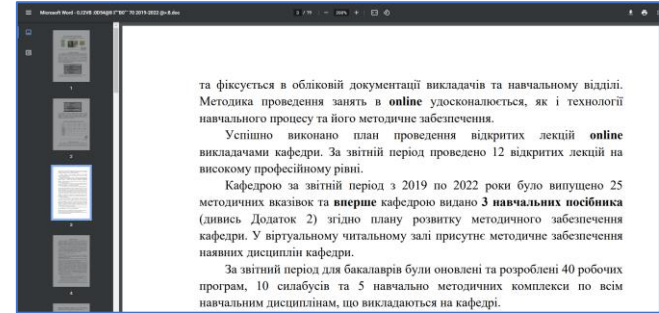 та фіксується в обліковій документації викладачів та навчальному відділі.
Методика проведення занять в online удосконалюється, як і технології
навчального процесу та його методичне забезпечення.
Успішно виконано план проведення відкритих лекцій online
викладачами кафедри. За звітній період проведено 12 відкритих лекцій на
високому професійному рівні.
Кафедрою за звітній період з 2019 по 2022 роки було випущено 25
методичних вказівок та вперше кафедрою видано 3 навчальних посібника
(дивись Додаток 2) згідно плану розвитку методичного забезпечення
кафедри. У віртуальному читальному залі присутнє методичне забезпечення
наявних дисциплін кафедри.
За звітний період для бакалаврів були оновлені та розроблені 40 робочих
програм, 10 силабусів та 5 навчально методичних комплекси по всім
навчальним дисциплінам, що викладаються на кафедрі.
1
2
3
4